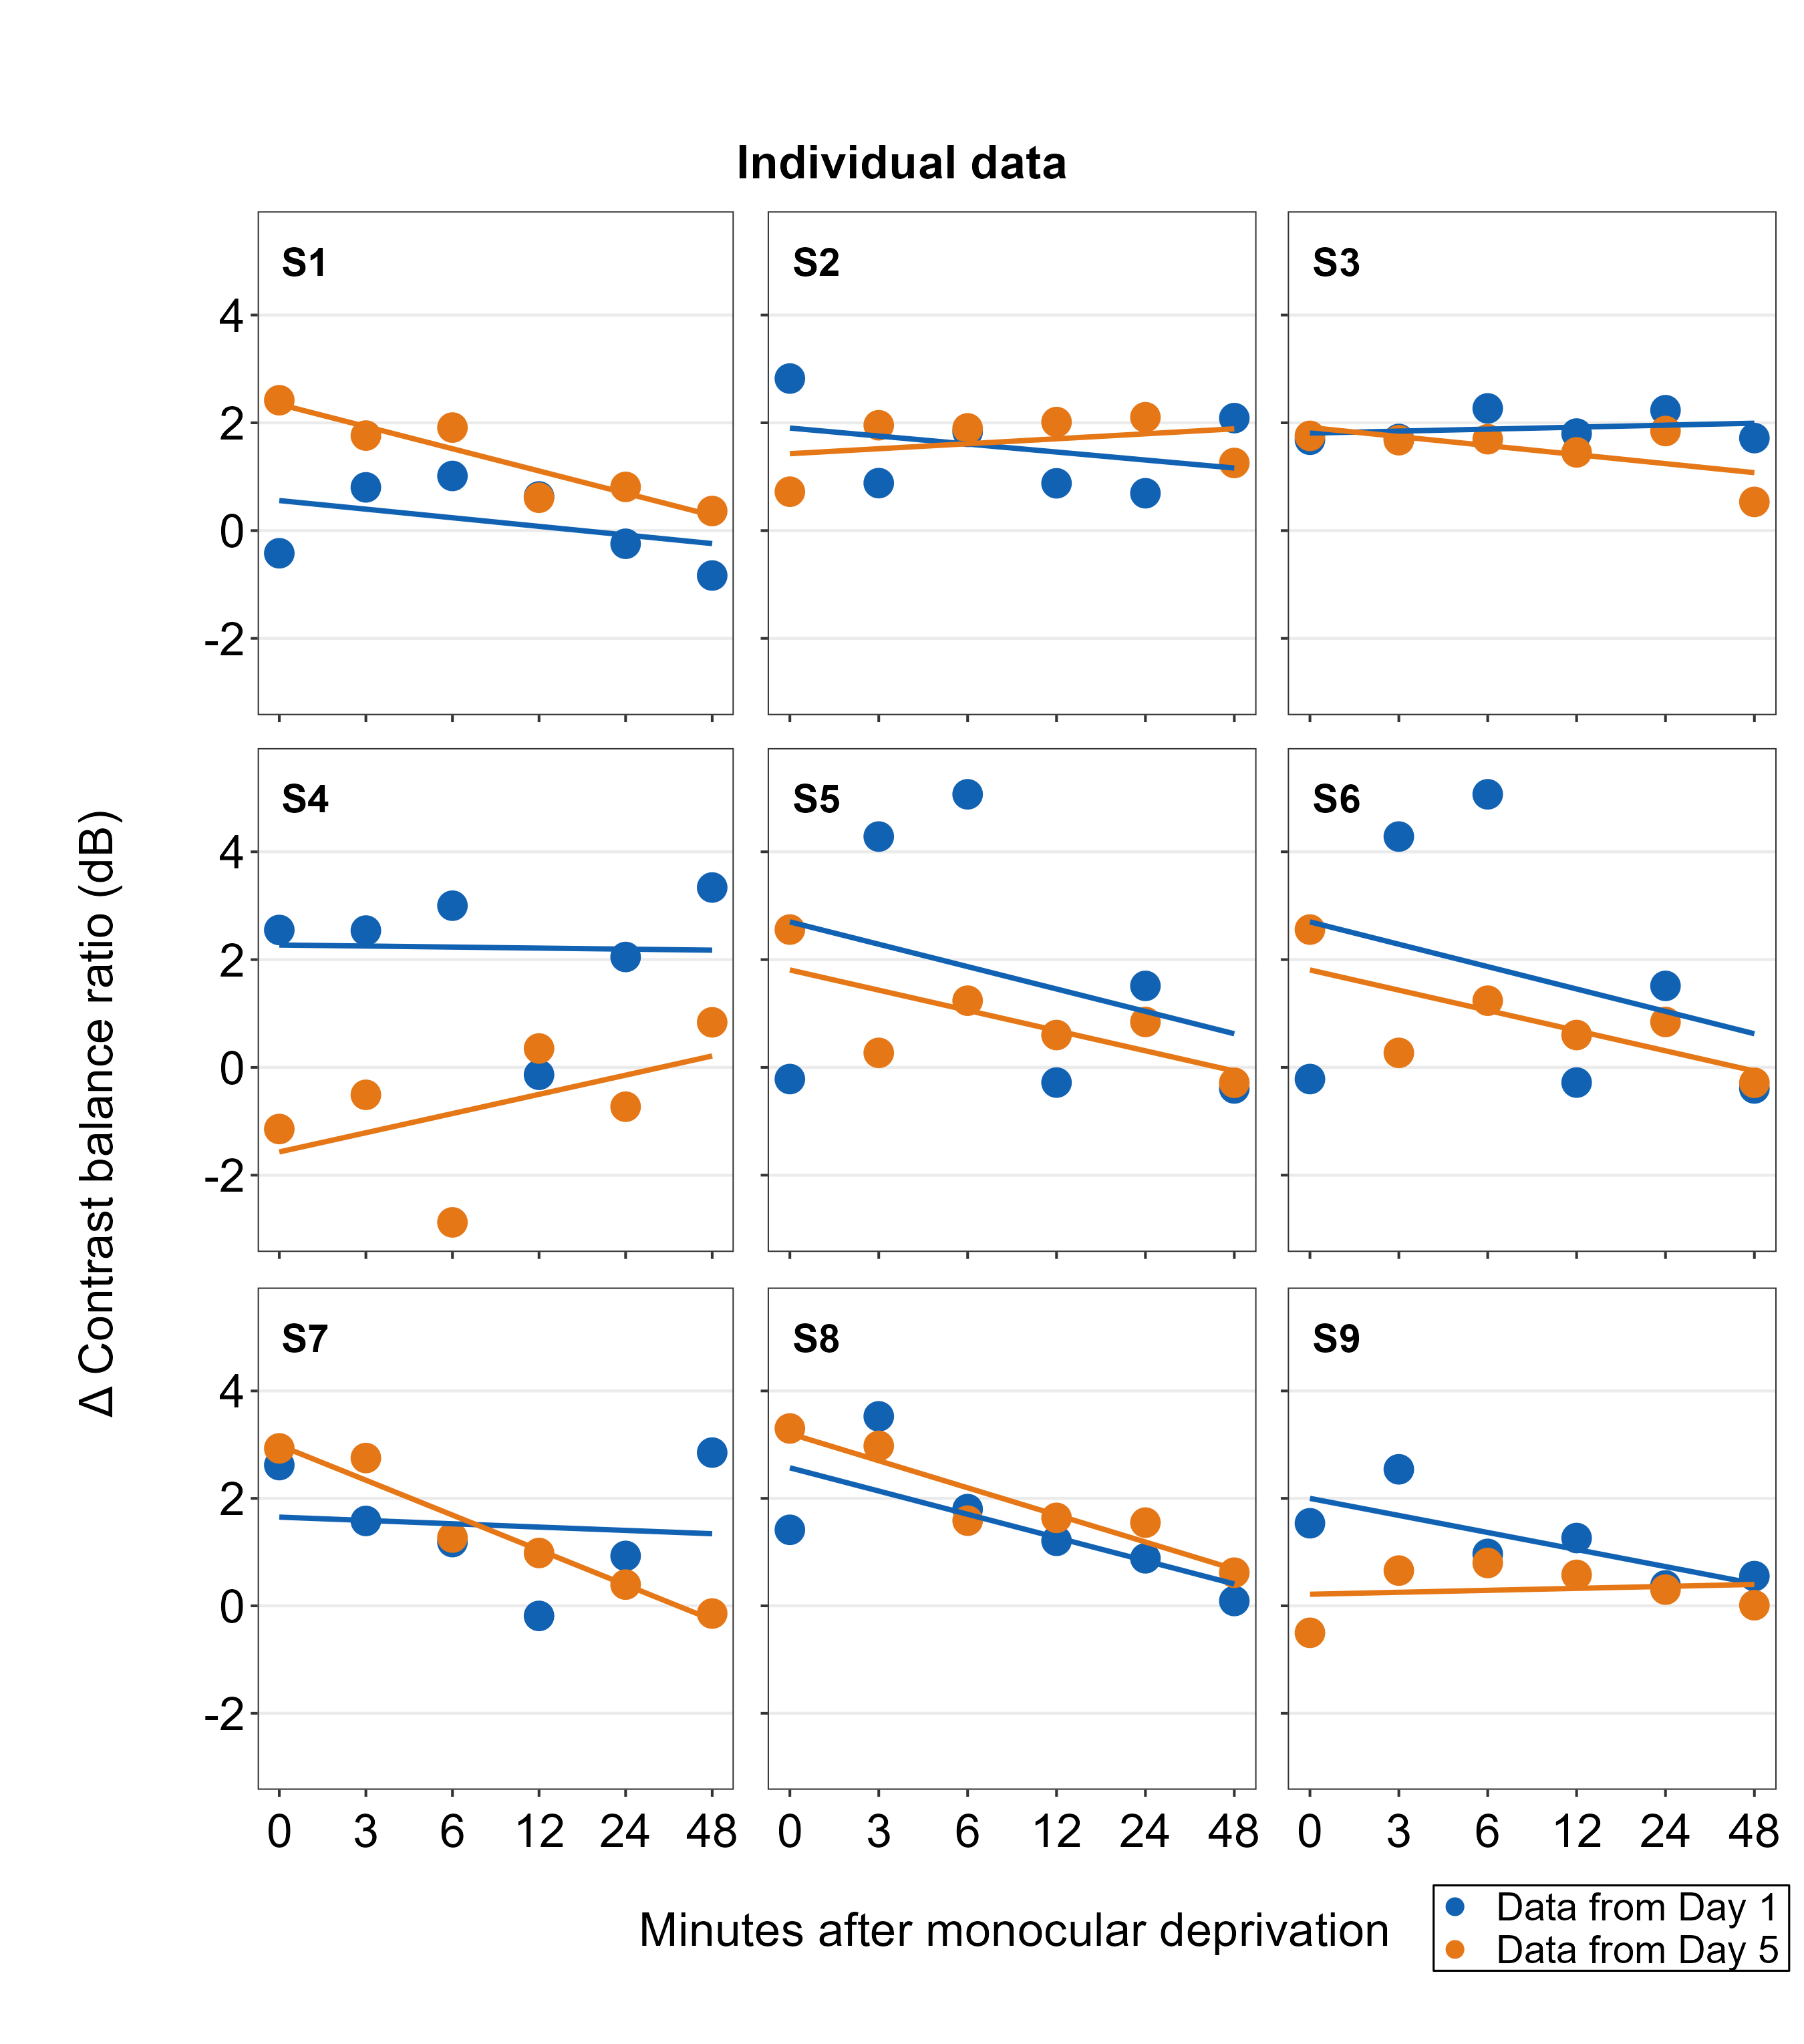 Individual data
S1
S2
S3
4
2
0
-2
S4
S5
S6
4
2
0
-2
Δ Contrast balance ratio (dB)
S7
S8
S9
4
2
0
-2
0 3 6 12 24 48
0 3 6 12 24 48
0 3 6 12 24 48
Minutes after monocular deprivation
Data from Day 1
Data from Day 5